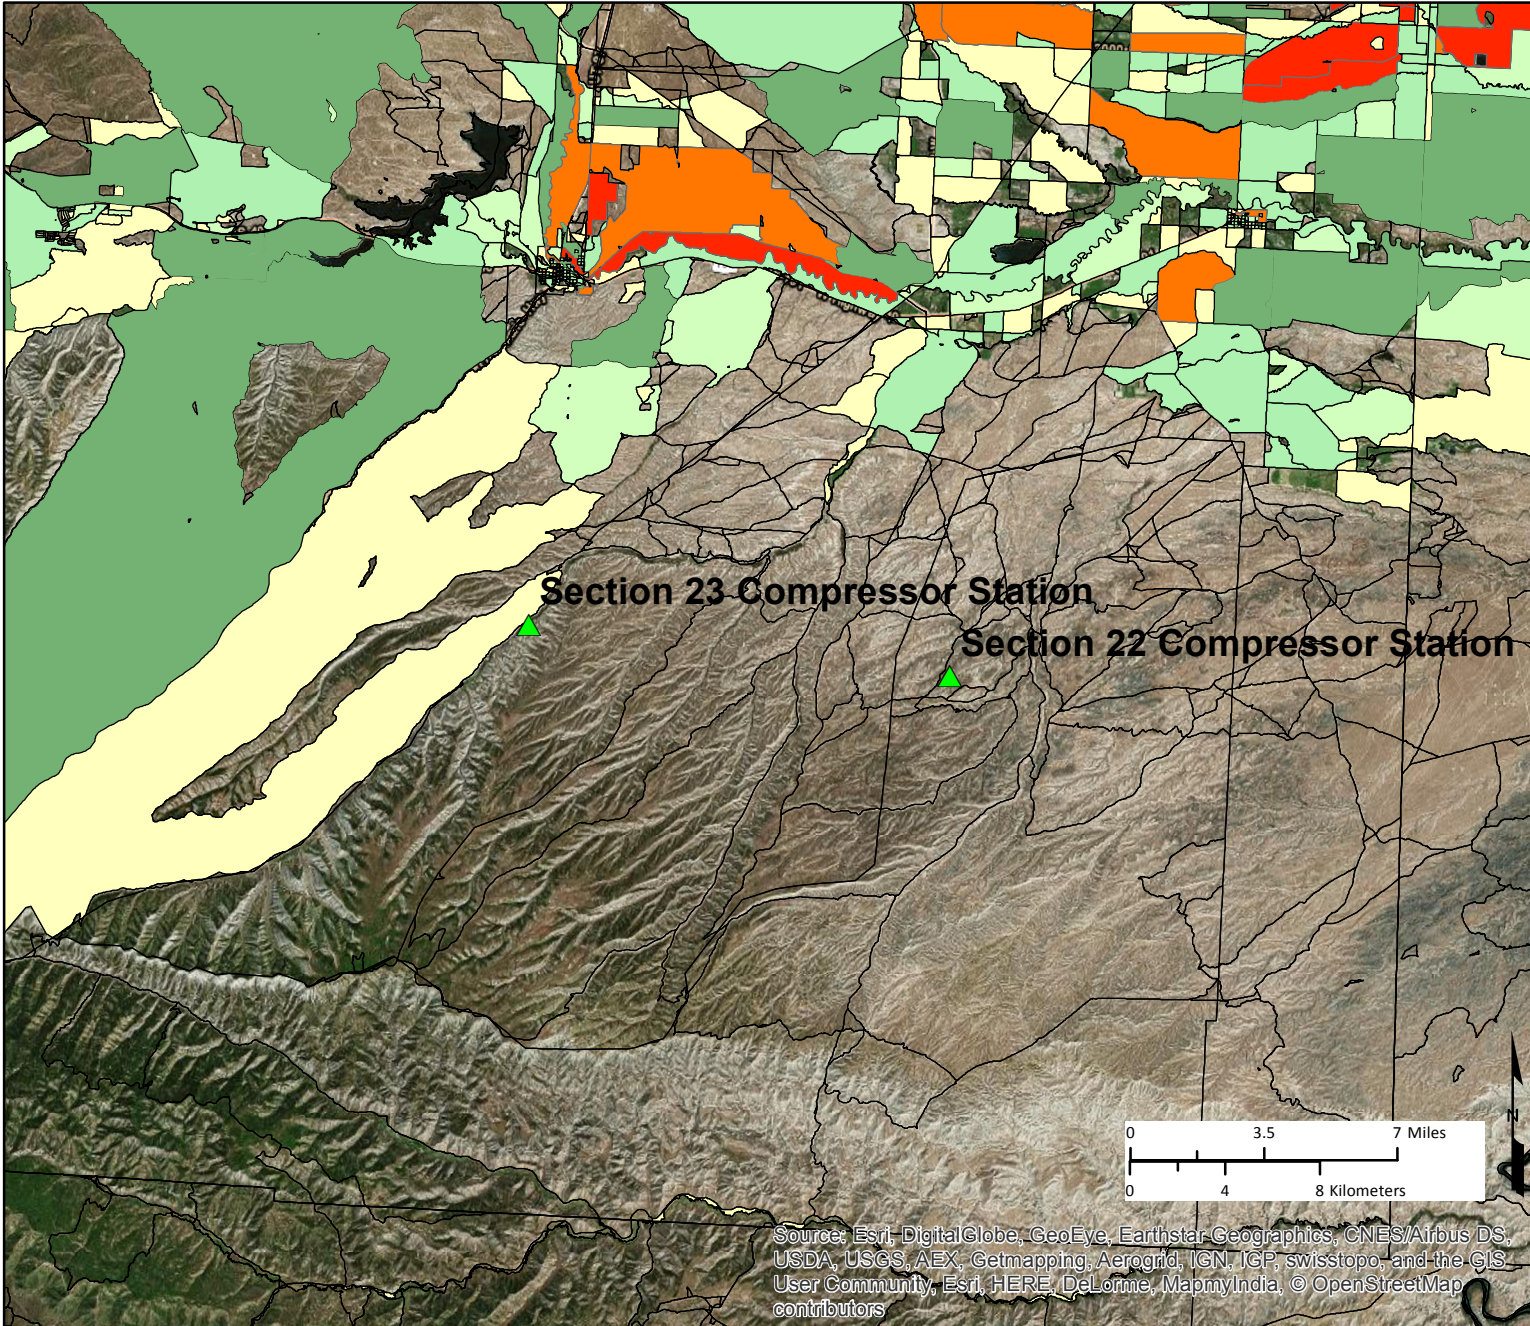 Section 23 Compressor Station
Section 22 Compressor Station
0 3.5 7 Miles
0 4 8 Kilometers
N
Source: Esri, DigitalGlobe, GeoEye, Earthstar Geographics, CNES/Airbus DS,
USDA, USGS, AEX, Getmapping, Aerogrid, IGN, IGP, swisstopo, and the GIS
User Community, Esri, HERE, DeLorme, MapmyIndia, © OpenStreetMap
contributors